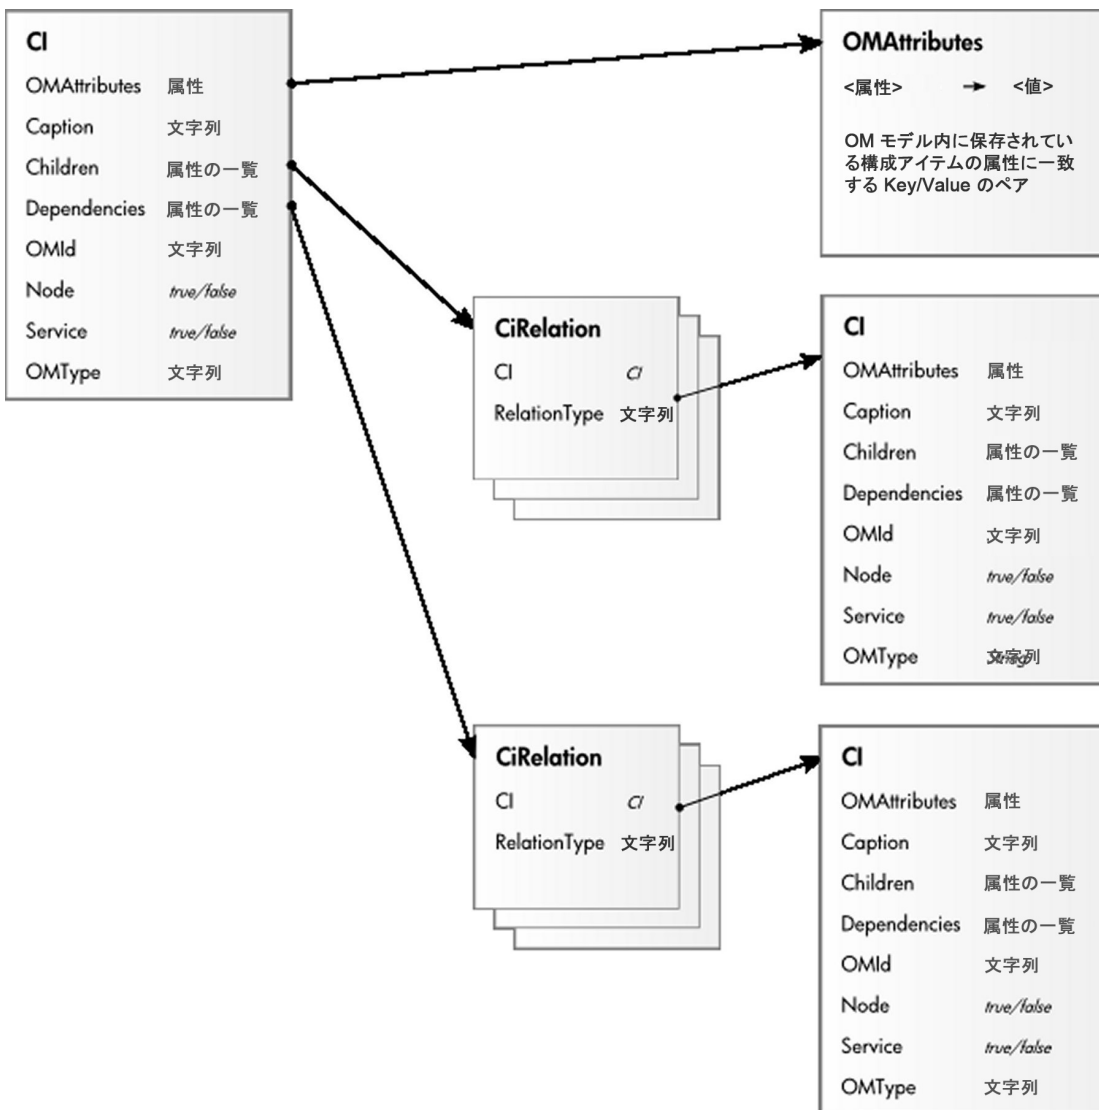 CI
OMAttributes 属性
Caption 文字列
Children 属性の一覧
Dependencies 属性の一覧
OMId 文字列
Node true/false
Service true/false
OMType 文字列
OMAttributes
<属性> → <値>
OM モデル内に保存されてい
る構成アイテムの属性に一致
する Key/Value のペア
CiRelation
CI CI
RelationType 文字列
CI
OMAttributes 属性
Caption 文字列
Children 属性の一覧
Dependencies 属性の一覧
OMId 文字列
Node true/false
Service true/false
OMType 文字列
CiRelation
CI CI
RelationType 文字列
CI
OMAttributes 属性
Caption 文字列
Children 属性の一覧
Dependencies 属性の一覧
OMId 文字列
Node true/false
Service true/false
OMType 文字列